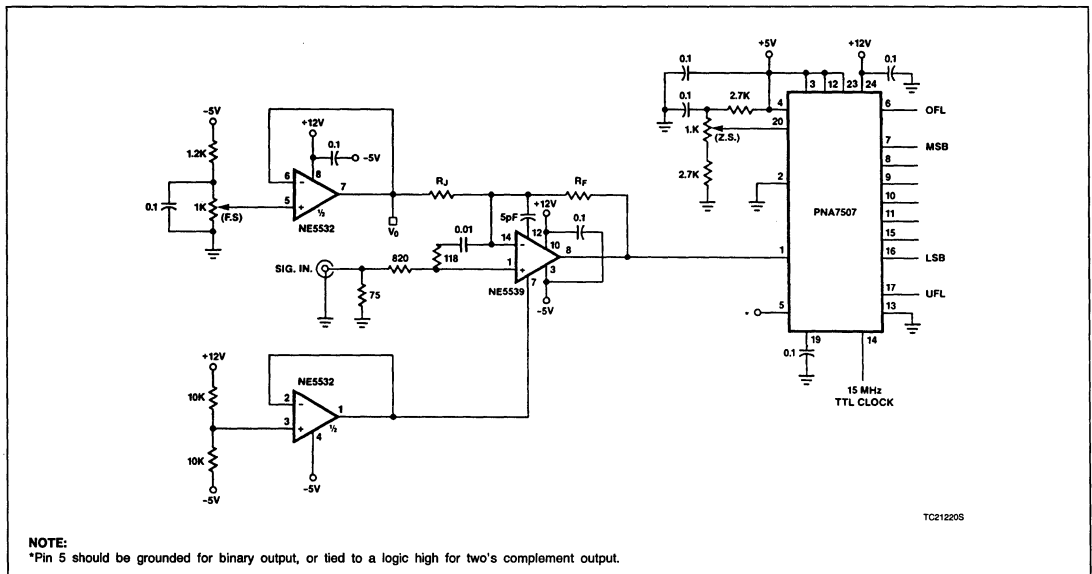 +5V
+12V
0.1
0.1
3
12
23
24
0.1
2.7K
4
6
OFL
-5V
1.K
(Z.S.)
20
+12V
7
MSB
1.2K
0.1
-5V
8
8
6
-
7
RJ
RF
2.7K
2
9
0.1
1K
5
+
½
5pF
+12V
10
(F.S)
NE5532
V0
12
0.1
PNA7507
11
0.01
14
-
10
8
15
SIG. IN.
820
118
1
+
3
1
16
LSB
NE5539
7
75
-5V
17
UFL
*
5
13
+12V
NE5532
19
14
0.1
10K
2
-
1
3
+
½
15 MHz
TTL CLOCK
4
10K
-5V
-5V
TC21220S
NOTE:
*Pin 5 should be grounded for binary output, or tied to a logic high for two's complement output.